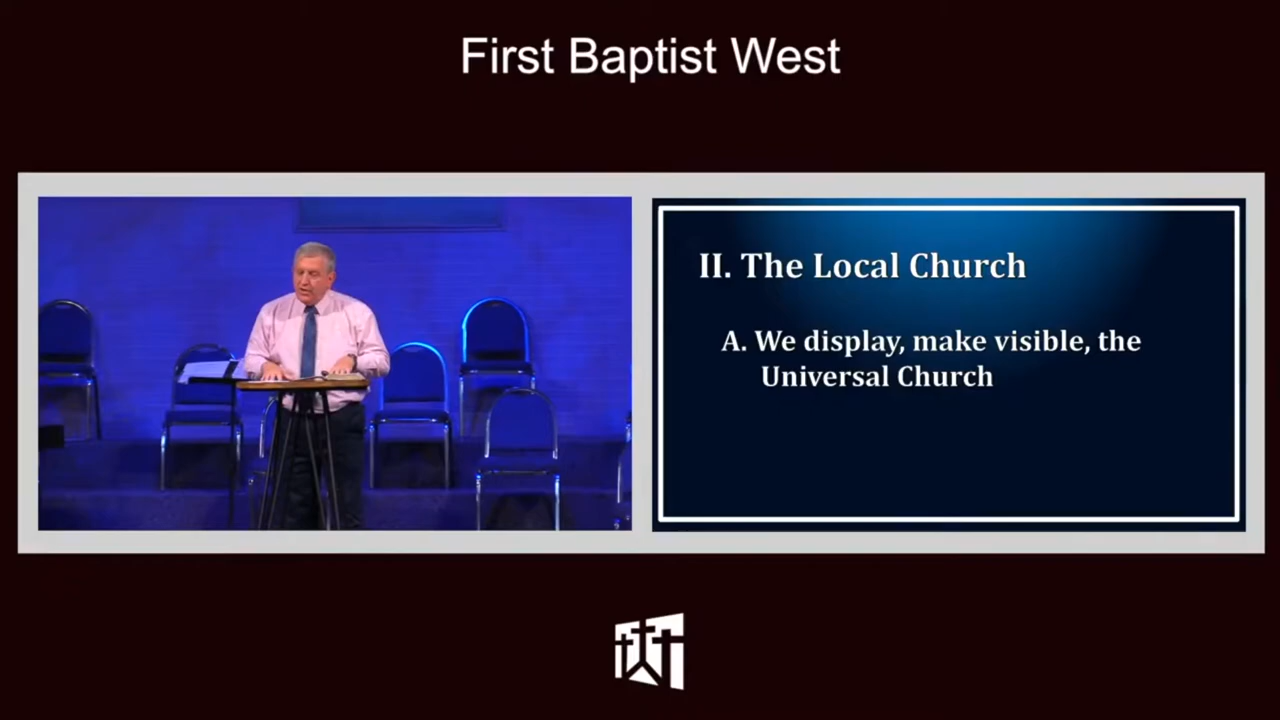 First Baptist West
II. The Local Church
A. We display, make visible, the
Universal Church